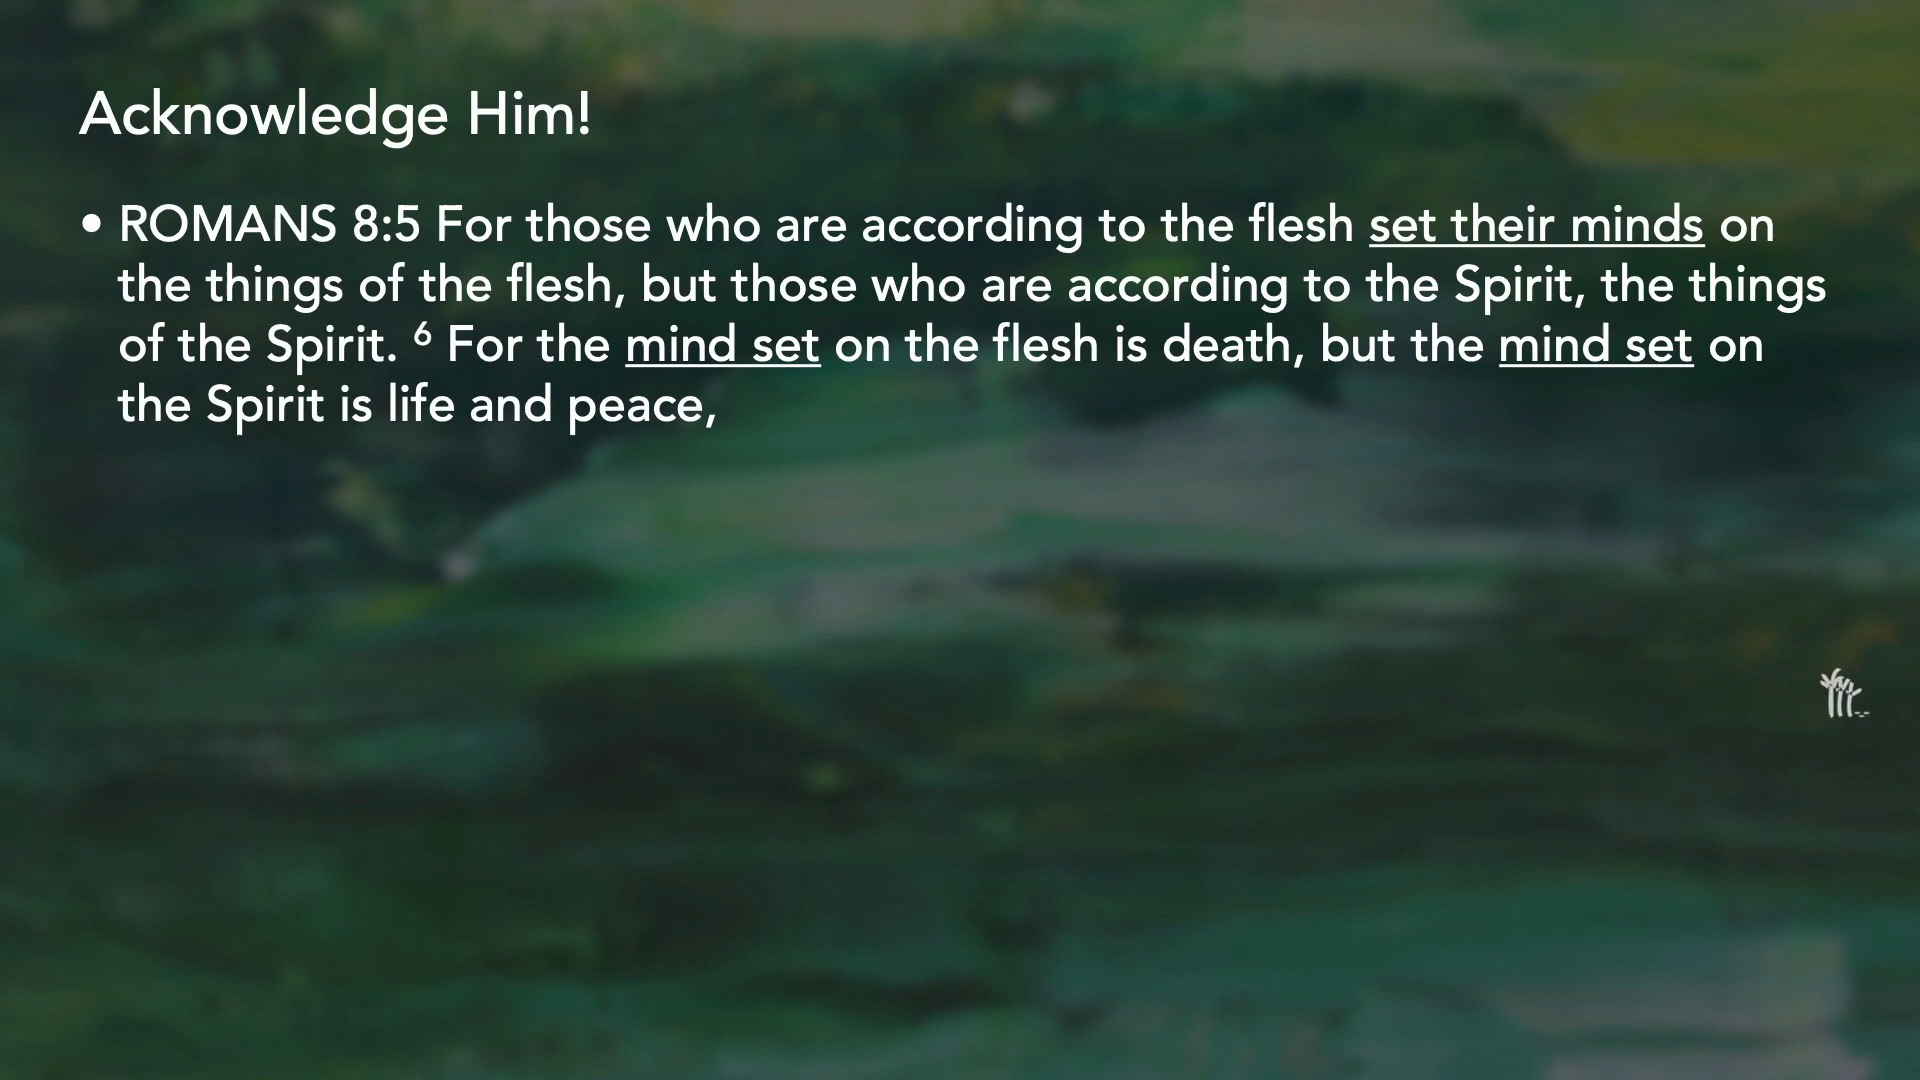 Acknowledge Him!
• ROMANS 8:5 For those who are according to the flesh set their minds on
the things of the flesh, but those who are according to the Spirit, the things
of the Spirit. ⁶ For the mind set on the flesh is death, but the mind set on
the Spirit is life and peace,